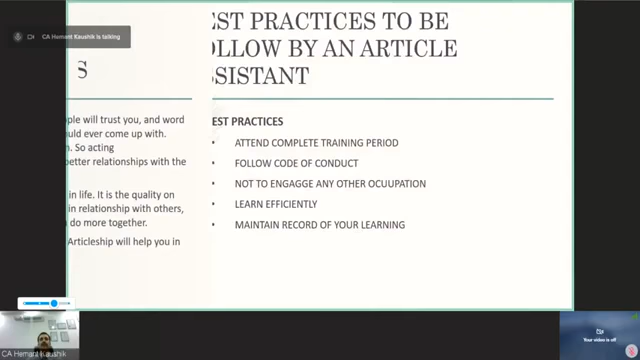 CA Hemant Kaushik is talking
S
ple will trust you, and word
uld ever come up with.
So acting
better relationships with the
in life. It is the quality on
in relationship with others,
do more together.
Articleship will help you in
EST PRACTICES TO BE
OLLOW BY AN ARTICLE
SSISTANT
EST PRACTICES
• ATTEND COMPLETE TRAINING PERIOD
• FOLLOW CODE OF CONDUCT
• NOT TO ENGAGGE ANY OTHER OCUUPATION
• LEARN EFFICIENTLY
• MAINTAIN RECORD OF YOUR LEARNING
CA Hemant Kaushik
Your video is off